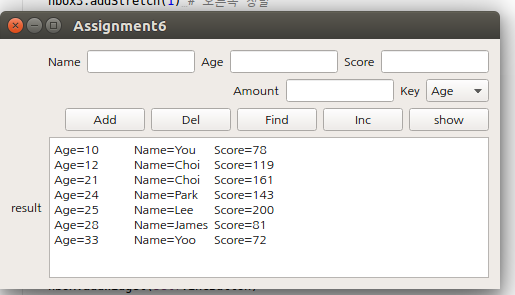 hbox3.addStretch(1) # 오른쪽 정렬
Assignment6
Name Age Score
Amount Key Age
Add Del Find Inc show
result
Age=10 Name=You Score=78
Age=12 Name=Choi Score=119
Age=21 Name=Choi Score=161
Age=24 Name=Park Score=143
Age=25 Name=Lee Score=200
Age=28 Name=James Score=81
Age=33 Name=Yoo Score=72